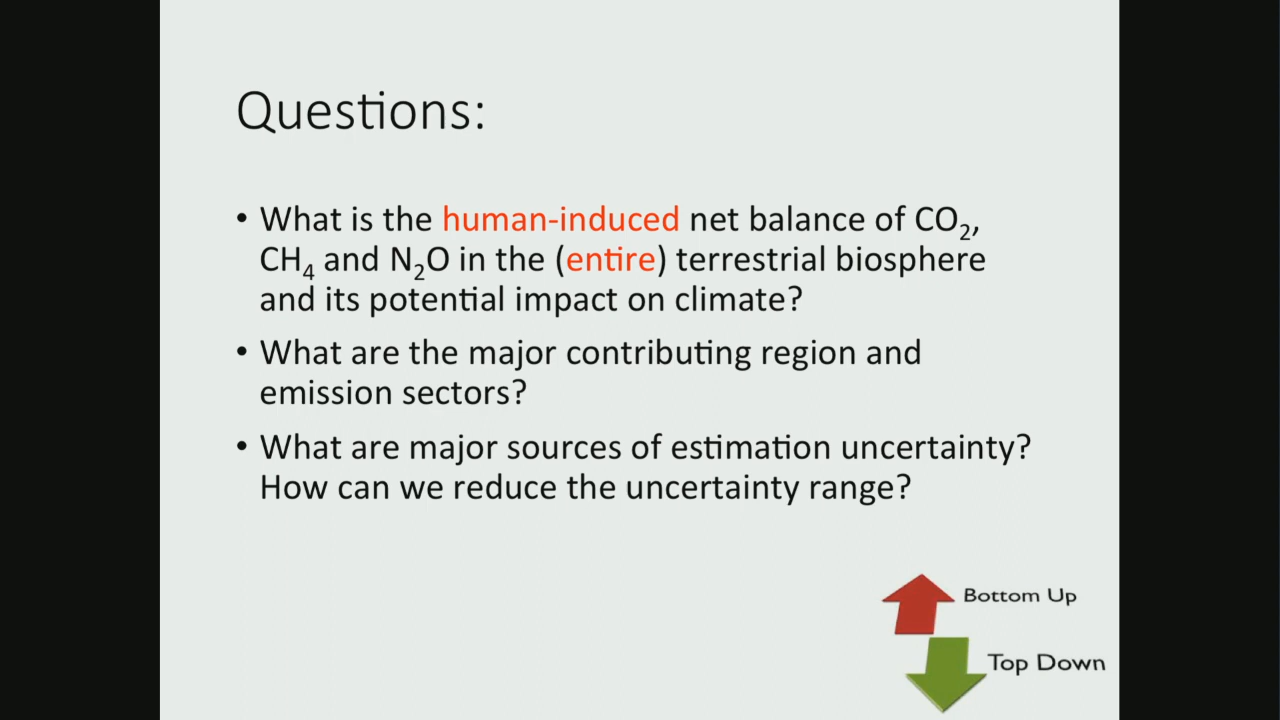 Questions:
• What is the human-induced net balance of CO₂,
CH₄ and N₂O in the (entire) terrestrial biosphere
and its potential impact on climate?
• What are the major contributing region and
emission sectors?
• What are major sources of estimation uncertainty?
How can we reduce the uncertainty range?
Bottom Up
Top Down